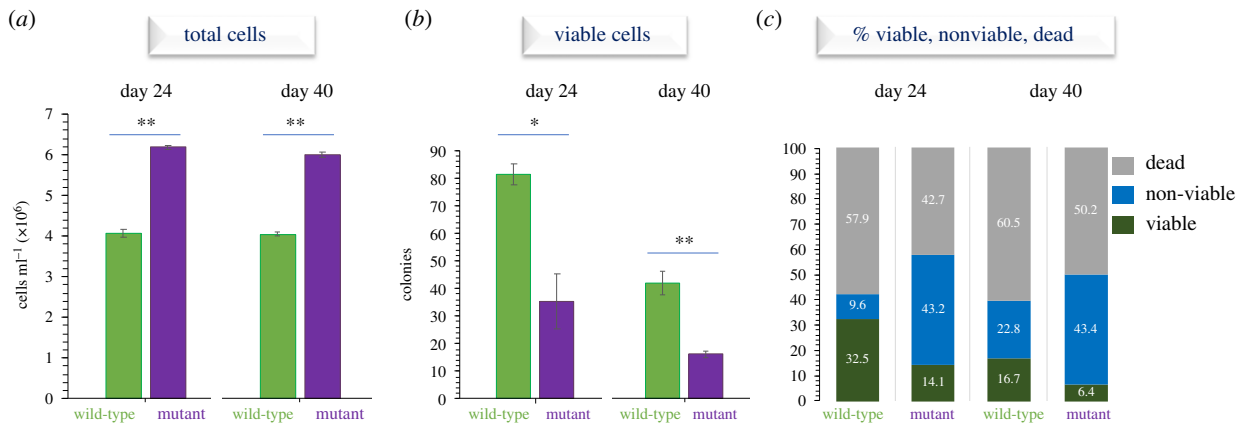 (a)
total cells
day 24
day 40
7
6
5
4
3
2
1
0
cells ml⁻¹ (×10⁶)
**
**
wild-type
mutant
wild-type
mutant
(b)
viable cells
day 24
day 40
90
80
70
60
50
40
30
20
10
0
colonies
*
**
wild-type
mutant
wild-type
mutant
(c)
% viable, nonviable, dead
day 24
day 40
100
90
80
70
60
50
40
30
20
10
0
57.9
9.6
32.5
42.7
43.2
14.1
60.5
22.8
16.7
50.2
43.4
6.4
wild-type
mutant
wild-type
mutant
dead
non-viable
viable